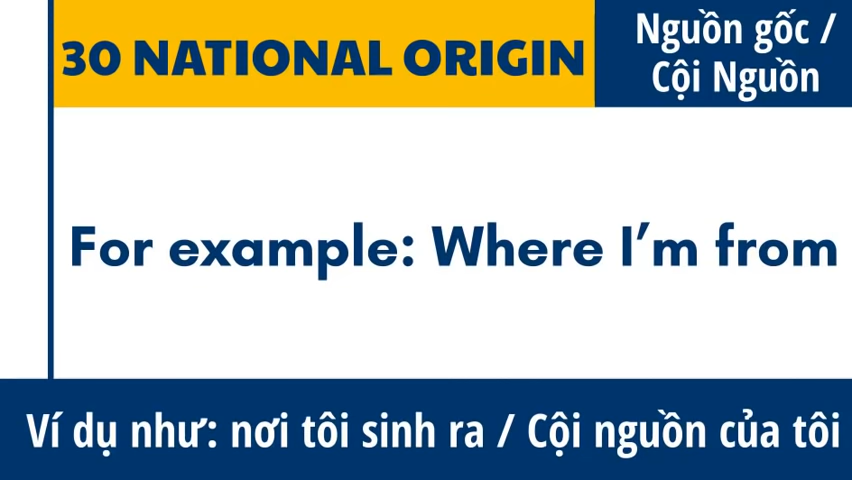 30 NATIONAL ORIGIN
Nguồn gốc /
Cội Nguồn
For example: Where I'm from
Ví dụ như: nơi tôi sinh ra / Cội nguồn của tôi